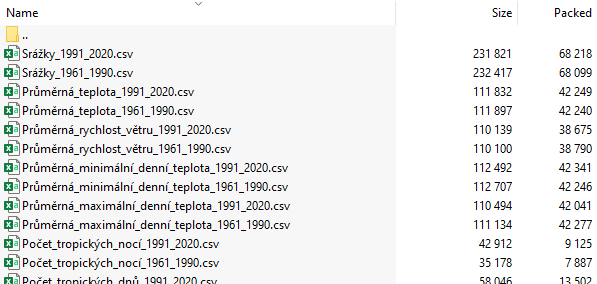 Name Size Packed
..
Srážky_1991_2020.csv 231 821 68 218
Srážky_1961_1990.csv 232 417 68 099
Průměrná_teplota_1991_2020.csv 111 832 42 249
Průměrná_teplota_1961_1990.csv 111 897 42 240
Průměrná_rychlost_větru_1991_2020.csv 110 139 38 675
Průměrná_rychlost_větru_1961_1990.csv 110 100 38 790
Průměrná_minimální_denní_teplota_1991_2020.csv 112 492 42 341
Průměrná_minimální_denní_teplota_1961_1990.csv 112 707 42 246
Průměrná_maximální_denní_teplota_1991_2020.csv 110 494 42 041
Průměrná_maximální_denní_teplota_1961_1990.csv 111 134 42 277
Počet_tropických_nocí_1991_2020.csv 42 912 9 125
Počet_tropických_nocí_1961_1990.csv 35 178 7 887
Počet_tropických_dnů_1991_2020.csv 58 046 13 502